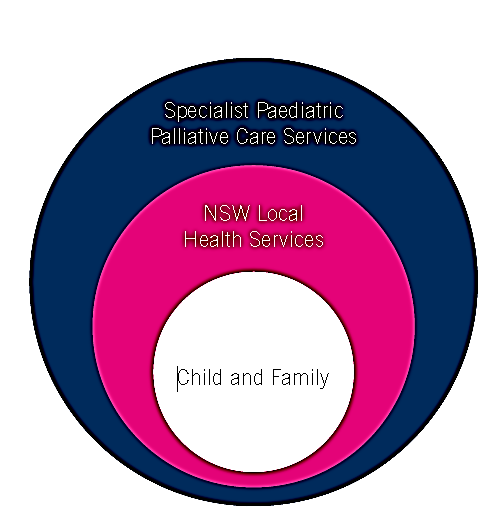 Specialist Paediatric
Palliative Care Services
NSW Local
Health Services
Child and Family